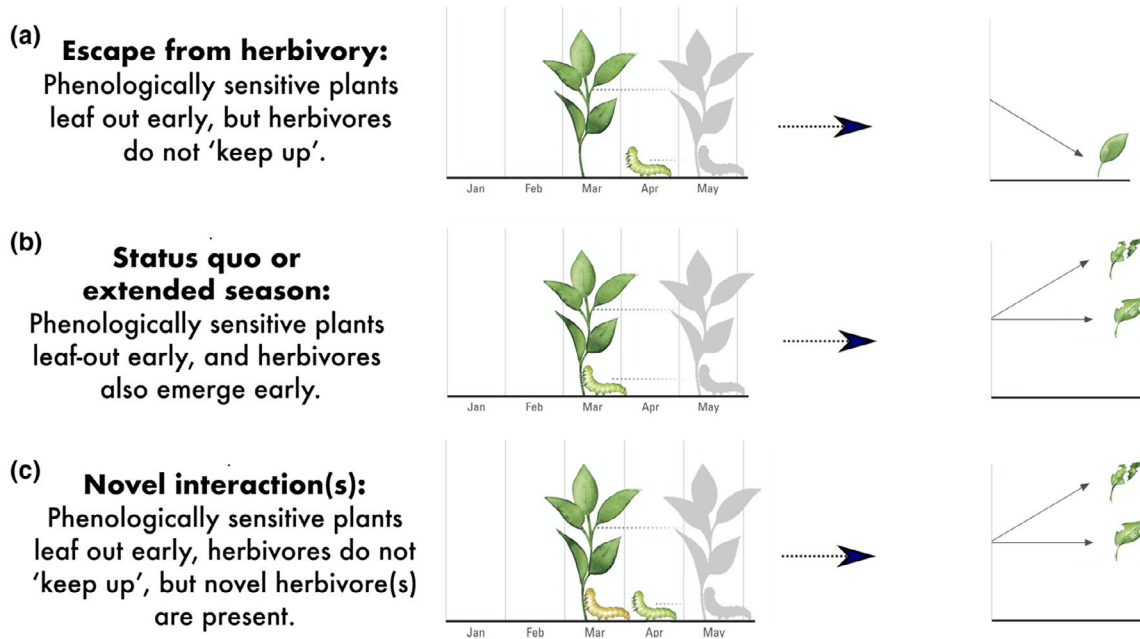 (a)
Escape from herbivory:
Phenologically sensitive plants
leaf out early, but herbivores
do not ‘keep up’.
Jan Feb Mar Apr May
(b)
Status quo or
extended season:
Phenologically sensitive plants
leaf-out early, and herbivores
also emerge early.
Jan Feb Mar Apr May
(c)
Novel interaction(s):
Phenologically sensitive plants
leaf out early, herbivores do not
‘keep up’, but novel herbivore(s)
are present.
Jan Feb Mar Apr May